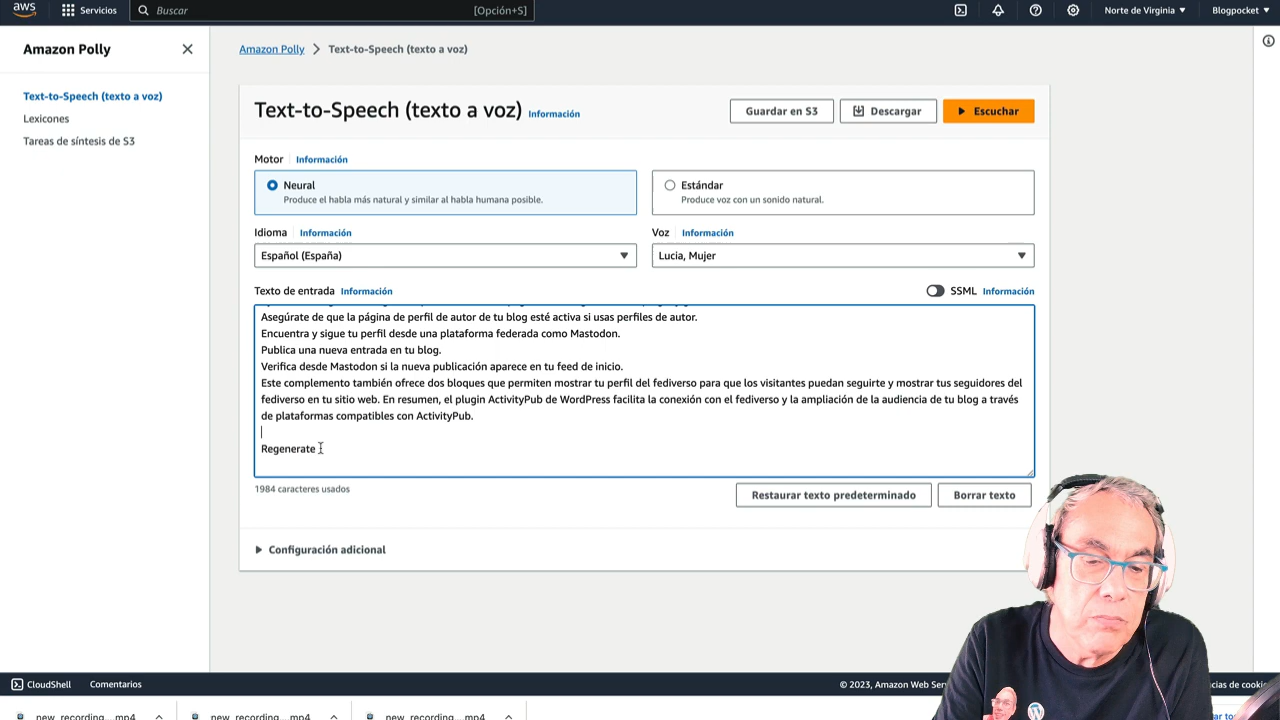 aws
Servicios
Buscar
[Opción+S]
Norte de Virginia
Blogpocket
Amazon Polly
Text-to-Speech (texto a voz)
Lexicones
Tareas de síntesis de S3
Amazon Polly
Text-to-Speech (texto a voz)
Text-to-Speech (texto a voz) Información
Guardar en S3
Descargar
Escuchar
Motor
Información
Neural
Produce el habla más natural y similar al habla humana posible.
Estándar
Produce voz con un sonido natural.
Idioma
Información
Español (España)
Voz
Información
Lucia, Mujer
Texto de entrada
Información
SSML
Información
Asegúrate de que la página de perfil de autor de tu blog esté activa si usas perfiles de autor.
Encuentra y sigue tu perfil desde una plataforma federada como Mastodon.
Publica una nueva entrada en tu blog.
Verifica desde Mastodon si la nueva publicación aparece en tu feed de inicio.
Este complemento también ofrece dos bloques que permiten mostrar tu perfil del fediverso para que los visitantes puedan seguirte y mostrar tus seguidores del
fediverso en tu sitio web. En resumen, el plugin ActivityPub de WordPress facilita la conexión con el fediverso y la ampliación de la audiencia de tu blog a través
de plataformas compatibles con ActivityPub.
Regenerate
1984 caracteres usados
Restaurar texto predeterminado
Borrar texto
Configuración adicional
CloudShell
Comentarios
© 2023, Amazon Web Ser
cias de cookie
new_recording....mp4
new_recording....mp4
new_recording....mp4